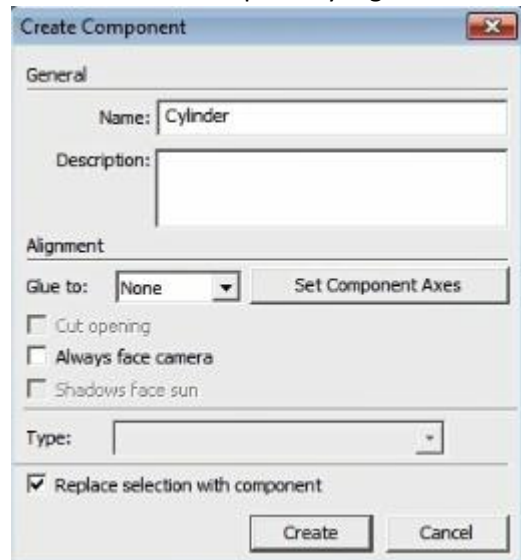 Create Component
General
Name: Cylinder
Description:
Alignment
Glue to: None Set Component Axes
Cut opening
Always face camera
Shadows face sun
Type:
Replace selection with component
Create Cancel